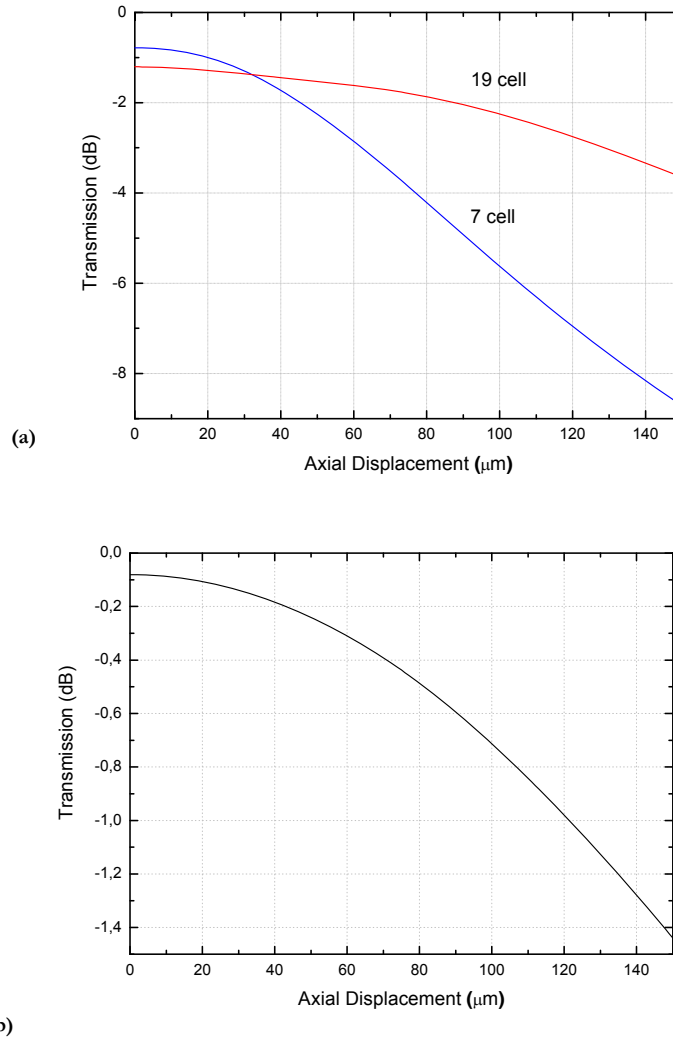 0
-2
-4
-6
-8
Transmission (dB)
19 cell
7 cell
0 20 40 60 80 100 120 140
Axial Displacement (μm)
(a)
0,0
-0,2
-0,4
-0,6
-0,8
-1,0
-1,2
-1,4
Transmission (dB)
0 20 40 60 80 100 120 140
Axial Displacement (μm)
b)